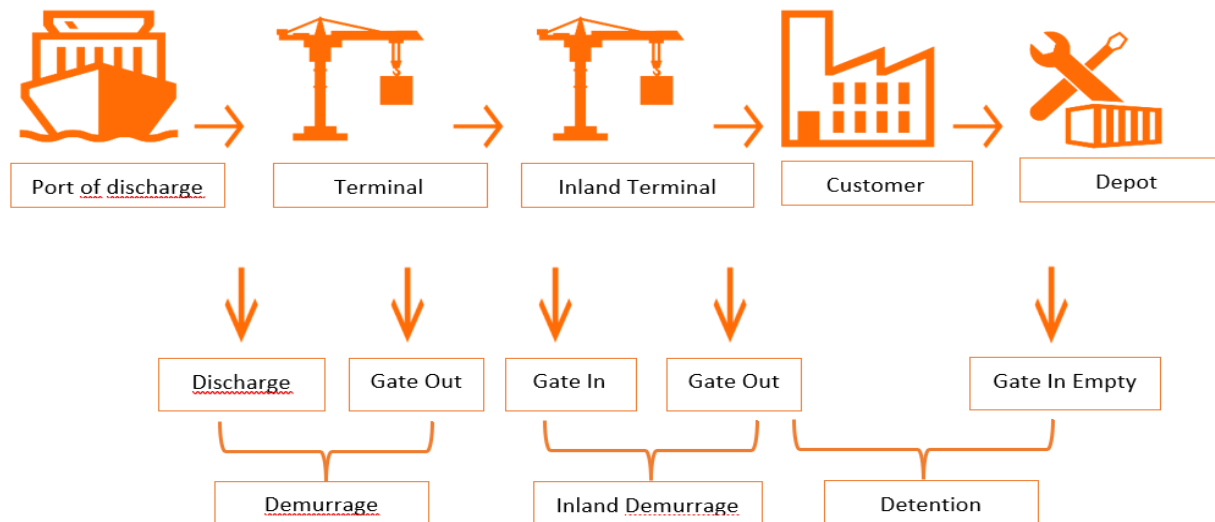 Port of discharge
Terminal
Inland Terminal
Customer
Depot
Discharge
Gate Out
Gate In
Gate Out
Gate In Empty
Demurrage
Inland Demurrage
Detention